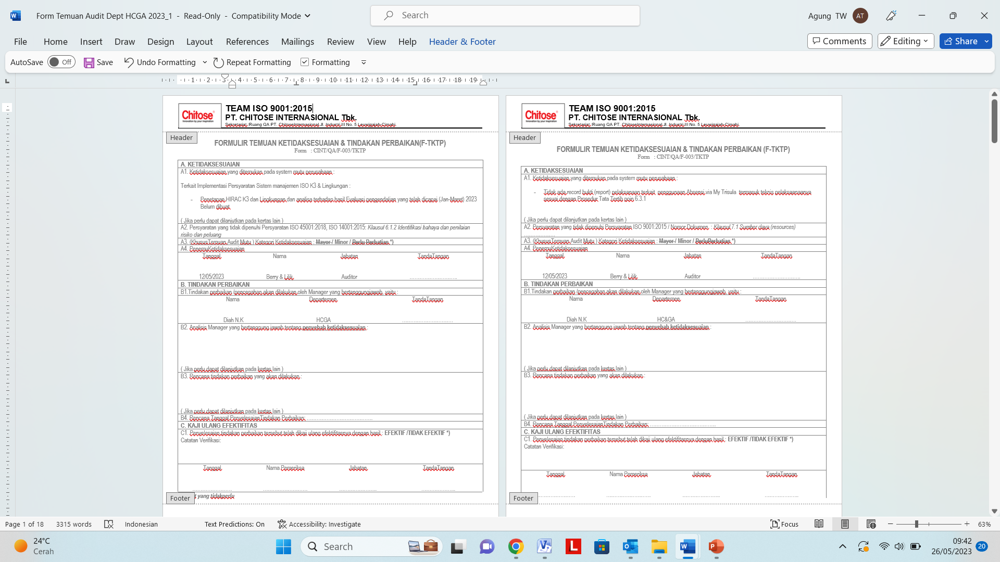 Form Temuan Audit Dept HCGA 2023_1 - Read-Only - Compatibility Mode
Search
Agung TW
AT
File Home Insert Draw Design Layout References Mailings Review View Help Header & Footer
Comments Editing Share
AutoSave Off Save Undo Formatting Repeat Formatting Formatting
1 2 3 4 5 6 7 8 9 10 11 12 13 14 15 16 17 18 19
Chitose
Innovation by your inspiration
TEAM ISO 9001:2015
PT. CHITOSE INTERNASIONAL Tbk.
Sekretariat :Ruang QA PT. ChitoseInternasional Jl. Industri III No. 5 Leuwigajah-Cimahi.
Header
FORMULIR TEMUAN KETIDAKSESUAIAN & TINDAKAN PERBAIKAN(F-TKTP)
Form : CINT/QA/F-003/TKTP
A. KETIDAKSESUAIAN
A1. Ketidaksesuaian yang ditemukan pada system mutu perusahaan :
Terkait Implementasi Persyaratan Sistem manajemen ISO K3 & Lingkungan :
- Penetapan HIRAC K3 dan Lingkungan dan analisa terhadap hasil Evaluasi pengendalian yang telah dicapai (Jan-Maret) 2023
Belum dibuat
( Jika perlu dapat dilanjutkan pada kertas lain )
A2. Persyaratan yang tidak dipenuhi Persyaratan ISO 45001:2018, ISO 14001:2015: Klausul 6.1.2 Identifikasi bahaya dan penilaian
risiko dan peluang
A3. (KhususTemuan Audit Mutu ) Kategori Ketidaksesuaian : Mayor / Minor / Perlu Perhatian *)
A4. PenemuKetidaksesuaian
Tanggal Nama Jabatan TandaTangan
12/05/2023 Berry & Lilik Auditor ..............................
B. TINDAKAN PERBAIKAN
B1.Tindakan perbaikan /pencegahan akan dilakukan oleh Manager yang bertanggungjawab, yaitu :
Nama Departemen TandaTangan
Diah N.K HCGA ................................
B2. Analisis Manager yang bertanggung jawab tentang penyebab ketidaksesuaian :
( Jika perlu dapat dilanjutkan pada kertas lain )
B3. Rencana tindakan perbaikan yang akan dilakukan :
( Jika perlu dapat dilanjutkan pada kertas lain )
B4. Rencana Tanggal PenyelesaianTindakan Perbaikan: ..........................................
C. KAJI ULANG EFEKTIFITAS
C1. Penyelesaian tindakan perbaikan tersebut telah dikaji ulang efektifitasnya dengan hasil : EFEKTIF /TIDAK EFEKTIF *)
Catatan Verifikasi:
Tanggal Nama Pemeriksa Jabatan TandaTangan
......................... ............................ ........................ .....................
yang tidakperlu
Footer
Chitose
Innovation by your inspiration
TEAM ISO 9001:2015
PT. CHITOSE INTERNASIONAL Tbk.
Sekretariat :Ruang QA PT. ChitoseInternasional Jl. Industri III No. 5 Leuwigajah-Cimahi.
Header
FORMULIR TEMUAN KETIDAKSESUAIAN & TINDAKAN PERBAIKAN (F-TKTP)
Form : CINT/QA/F-003/TKTP
A. KETIDAKSESUAIAN
A1. Ketidaksesuaian yang ditemukan pada system mutu perusahaan :
- Tidak ada record bukti (report) pelaksanaan terkait penggunaan Absensi via My Trisula termasuk teknis pelaksaanaanya
sesuai dengan Prosedur Tata Tertib poin 6.3.1
( Jika perlu dapat dilanjutkan pada kertas lain )
A2. Persyaratan yang tidak dipenuhi Persyaratan ISO 9001:2015 / Nomor Dokumen : Klausul 7.1 Sumber daya (resources)
....................
A3. (KhususTemuan Audit Mutu ) Kategori Ketidaksesuaian : Mayor / Minor / PerluPerhatian *)
A4. PenemuKetidaksesuaian
Tanggal Nama Jabatan TandaTangan
12/05/2023 Berry & Lilik Auditor ..............................
B. TINDAKAN PERBAIKAN
B1.Tindakan perbaikan /pencegahan akan dilakukan oleh Manager yang bertanggungjawab, yaitu :
Nama Departemen TandaTangan
Diah N.K HC&GA ................................
B2. Analisis Manager yang bertanggung jawab tentang penyebab ketidaksesuaian :
( Jika perlu dapat dilanjutkan pada kertas lain )
B3. Rencana tindakan perbaikan yang akan dilakukan :
( Jika perlu dapat dilanjutkan pada kertas lain )
B4. Rencana Tanggal PenyelesaianTindakan Perbaikan: ..........................................
C. KAJI ULANG EFEKTIFITAS
C1. Penyelesaian tindakan perbaikan tersebut telah dikaji ulang efektifitasnya dengan hasil : EFEKTIF /TIDAK EFEKTIF *)
Catatan Verifikasi:
Tanggal Nama Pemeriksa Jabatan TandaTangan
......................... ............................ ........................ .....................
Footer
Page 1 of 18 3315 words Indonesian Text Predictions: On Accessibility: Investigate Focus 63%
24°C
Cerah
Search
09:42
26/05/2023
20